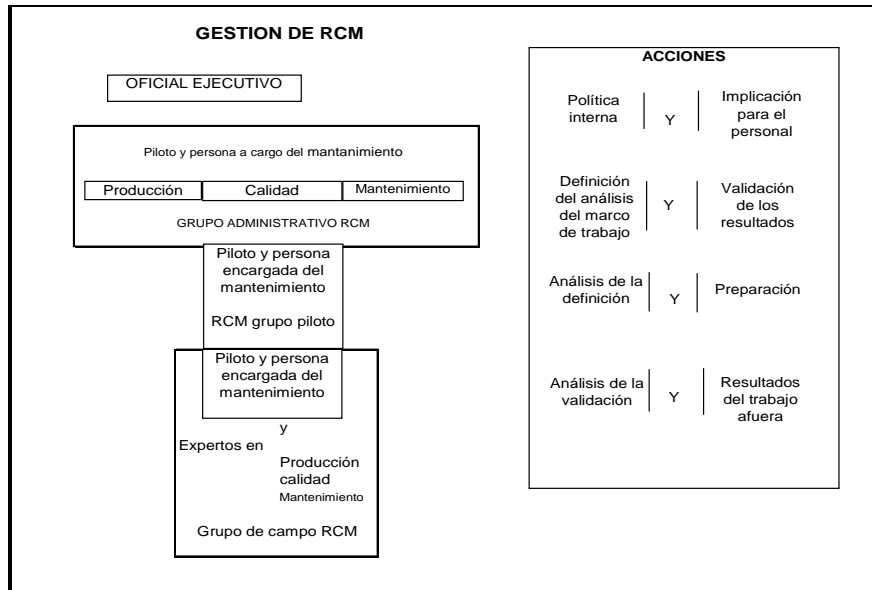 GESTION DE RCM
OFICIAL EJECUTIVO
Piloto y persona a cargo del mantanimiento
Producción
Calidad
Mantenimiento
GRUPO ADMINISTRATIVO RCM
Piloto y persona
encargada del
mantenimiento
RCM grupo piloto
Piloto y persona
encargada del
mantenimiento
y
Expertos en
Producción
calidad
Mantenimiento
Grupo de campo RCM
ACCIONES
Política
interna
Y
Implicación
para el
personal
Definición
del análisis
del marco
de trabajo
Y
Validación
de los
resultados
Análisis de la
definición
Y
Preparación
Análisis de la
validación
Y
Resultados
del trabajo
afuera